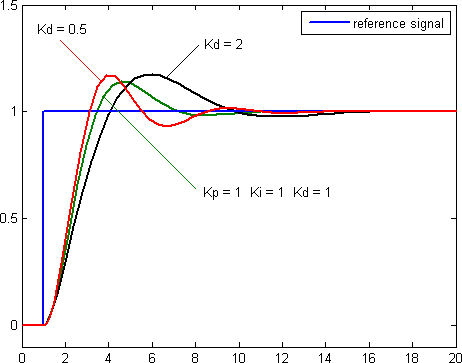 1.5
reference signal
Kd = 0.5
Kd = 2
1
Kp = 1 Ki = 1 Kd = 1
0.5
0
0 2 4 6 8 10 12 14 16 18 20